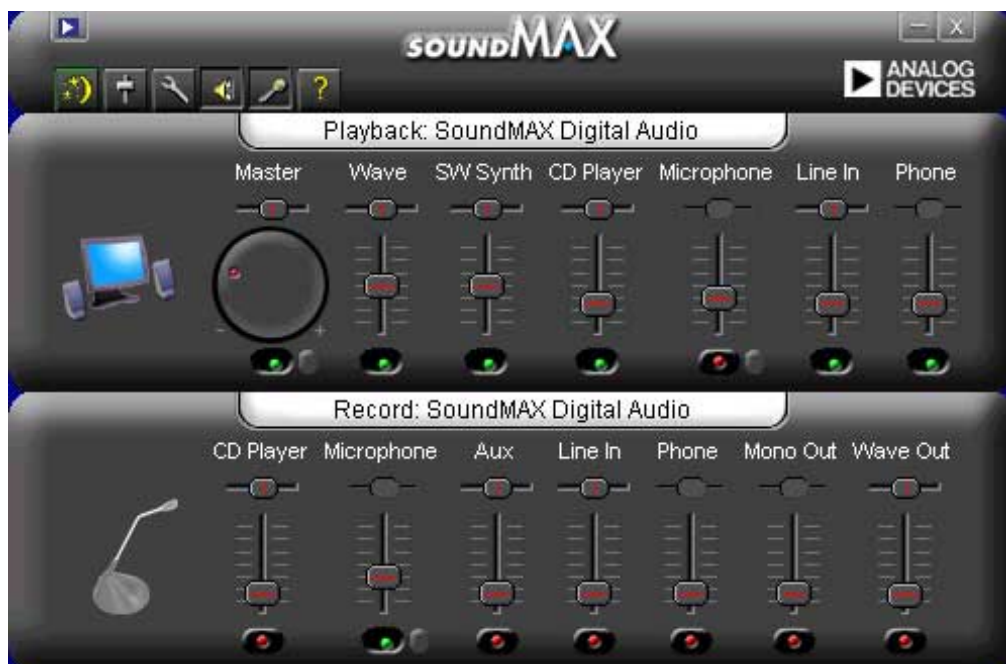 SOUNDMAX
X
?
ANALOG
DEVICES
Playback: SoundMAX Digital Audio
Master Wave SW Synth CD Player Microphone Line In Phone
- +
Record: SoundMAX Digital Audio
CD Player Microphone Aux Line In Phone Mono Out Wave Out